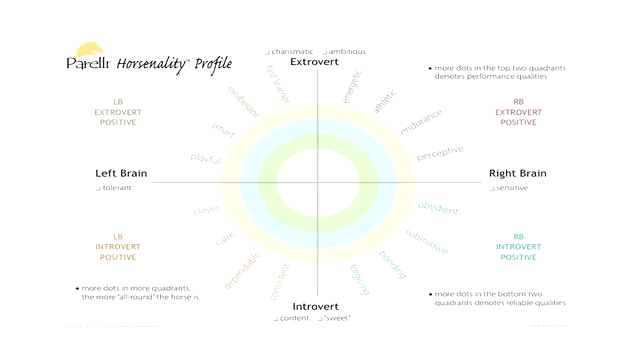 Parelli Horsenality™ Profile
charismatic ambitious
Extrovert
• more dots in the top two quadrants
denotes performance qualities
fast learner
energetic
exuberant
athletic
LB
EXTROVERT
POSITIVE
RB
EXTROVERT
POSITIVE
smart
endurance
playful
perceptive
Left Brain
Right Brain
tolerant
sensitive
clever
obedient
calm
submissive
LB
INTROVERT
POSITIVE
RB
INTROVERT
POSITIVE
dependable
bonding
consistent
forgiving
• more dots in more quadrants,
the more "all-round" the horse is
• more dots in the bottom two
quadrants denotes reliable qualities
Introvert
content "sweet"